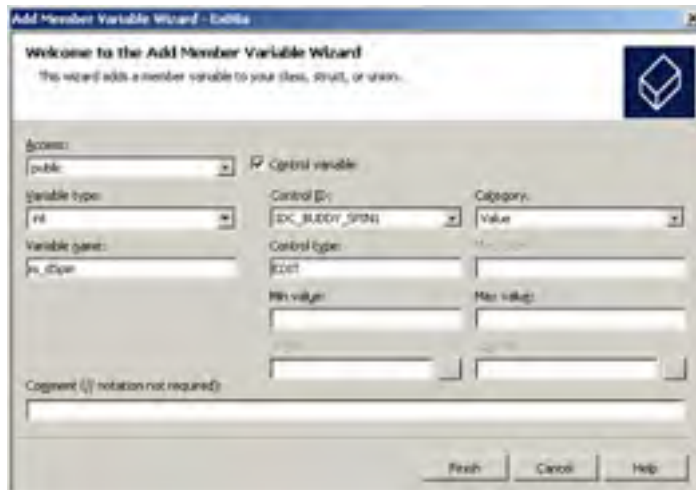 Add Member Variable Wizard -
Welcome to the Add Member Variable Wizard
This wizard adds a member variable to your class, struct, or union.
Access:
public
Control variable
Variable type:
int
Control ID:
IDC_BUDDY_SPIN1
Category:
Value
Variable name:
Control type:
EDIT
Min value:
Max value:
Comment (// notation not required):
Finish
Cancel
Help